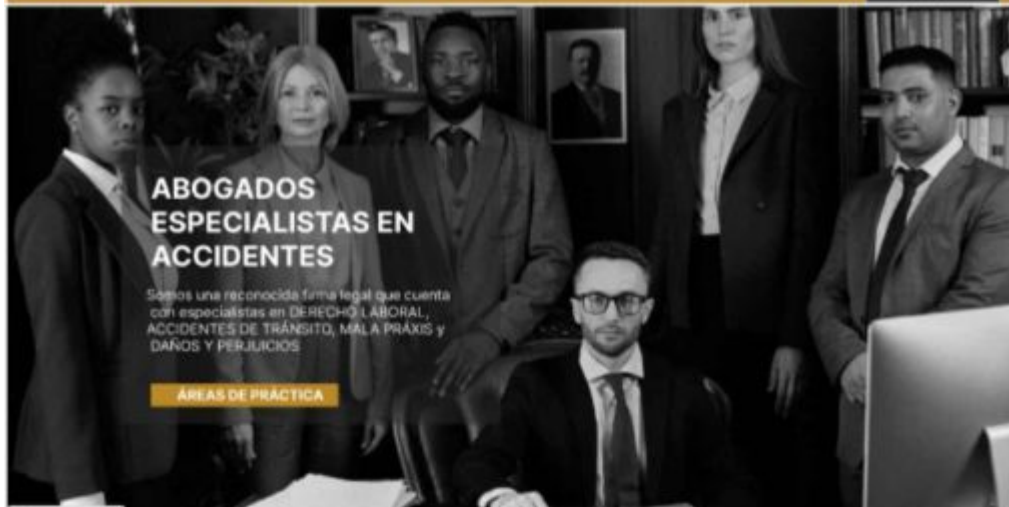 ABOGADOS
ESPECIALISTAS EN
ACCIDENTES
Somos una reconocida firma legal que cuenta
con especialistas en DERECHO LABORAL,
ACCIDENTES DE TRÁNSITO, MALA PRÁXIS y
DAÑOS Y PERJUICIOS
ÁREAS DE PRÁCTICA